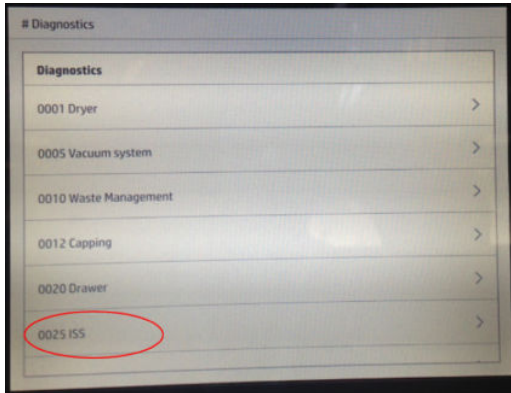 # Diagnostics
Diagnostics
0001 Dryer
0005 Vacuum system
0010 Waste Management
0012 Capping
0020 Drawer
0025 ISS